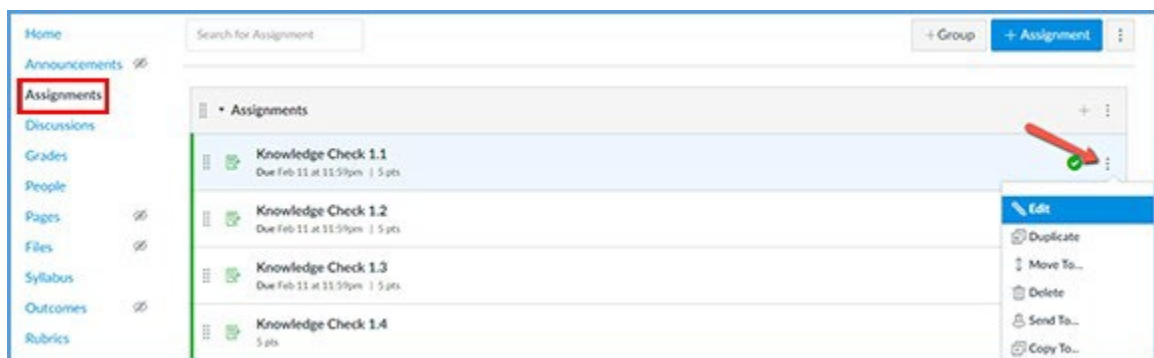 Home
Announcements
Assignments
Discussions
Grades
People
Pages
Files
Syllabus
Outcomes
Rubrics
Search for Assignment
+ Group
+ Assignment
Assignments
Knowledge Check 1.1
Due Feb 11 at 11:59pm | 5 pts
Knowledge Check 1.2
Due Feb 11 at 11:59pm | 5 pts
Knowledge Check 1.3
Due Feb 11 at 11:59pm | 5 pts
Knowledge Check 1.4
5 pts
Edit
Duplicate
Move To...
Delete
Send To...
Copy To...